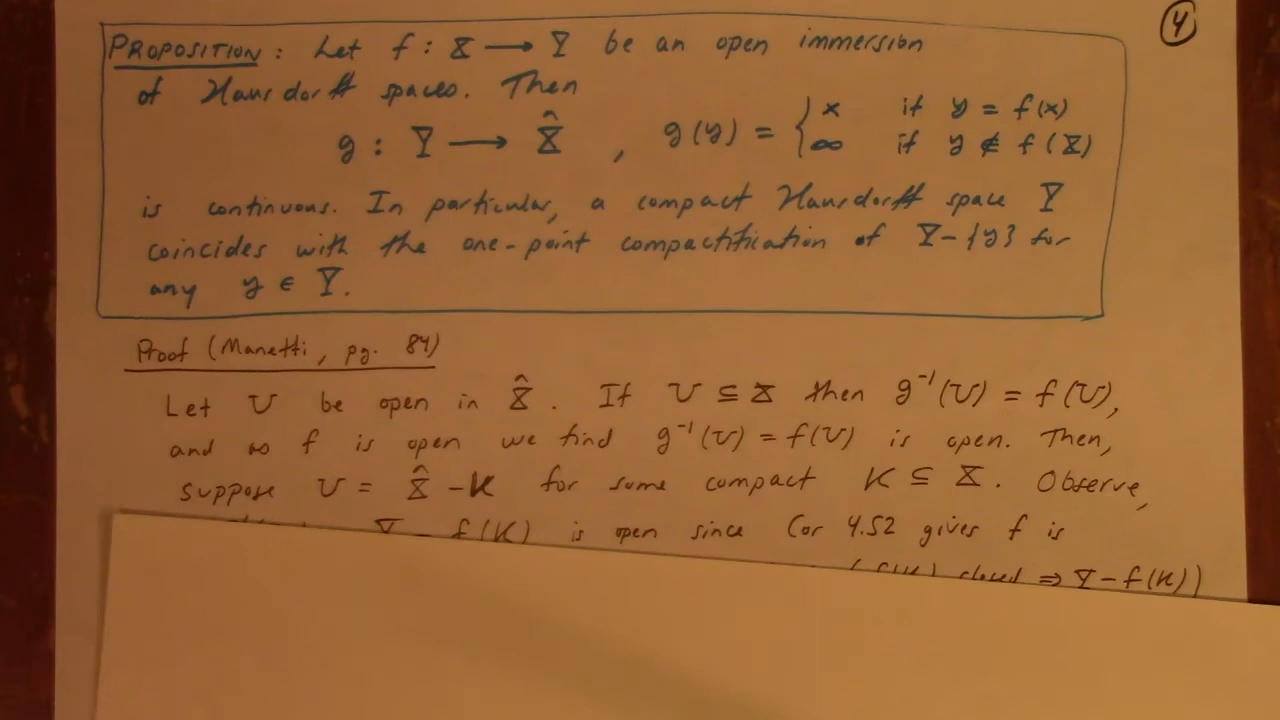 4
PROPOSITION: Let f : X → Y be an open immersion
of Hausdorff spaces. Then
g : Y → X̂ , g(y) = { x if y = f(x)
∞ if y ∉ f(X)
is continuous. In particular, a compact Hausdorff space Y
coincides with the one-point compactification of Y-{y} for
any y ∈ Y.
Proof (Manetti, pg. 84)
Let U be open in X̂. If U ⊆ X then g⁻¹(U) = f(U),
and as f is open we find g⁻¹(U) = f(U) is open. Then,
suppose U = X̂ - K for some compact K ⊆ X. Observe,
Y - f(K) is open since Cor 4.52 gives f is
closed ⇒ Y - f(K))